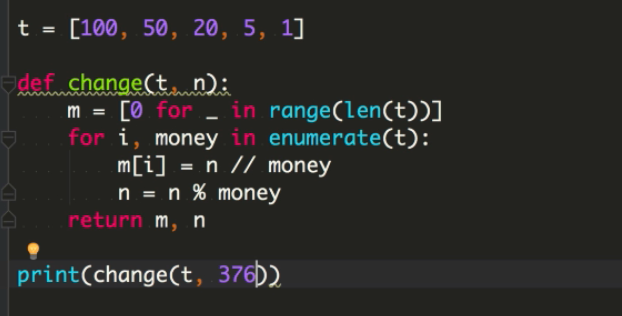 t = [100, 50, 20, 5, 1]
def change(t, n):
    m = [0 for _ in range(len(t))]
    for i, money in enumerate(t):
        m[i] = n // money
        n = n % money
    return m, n
print(change(t, 376))